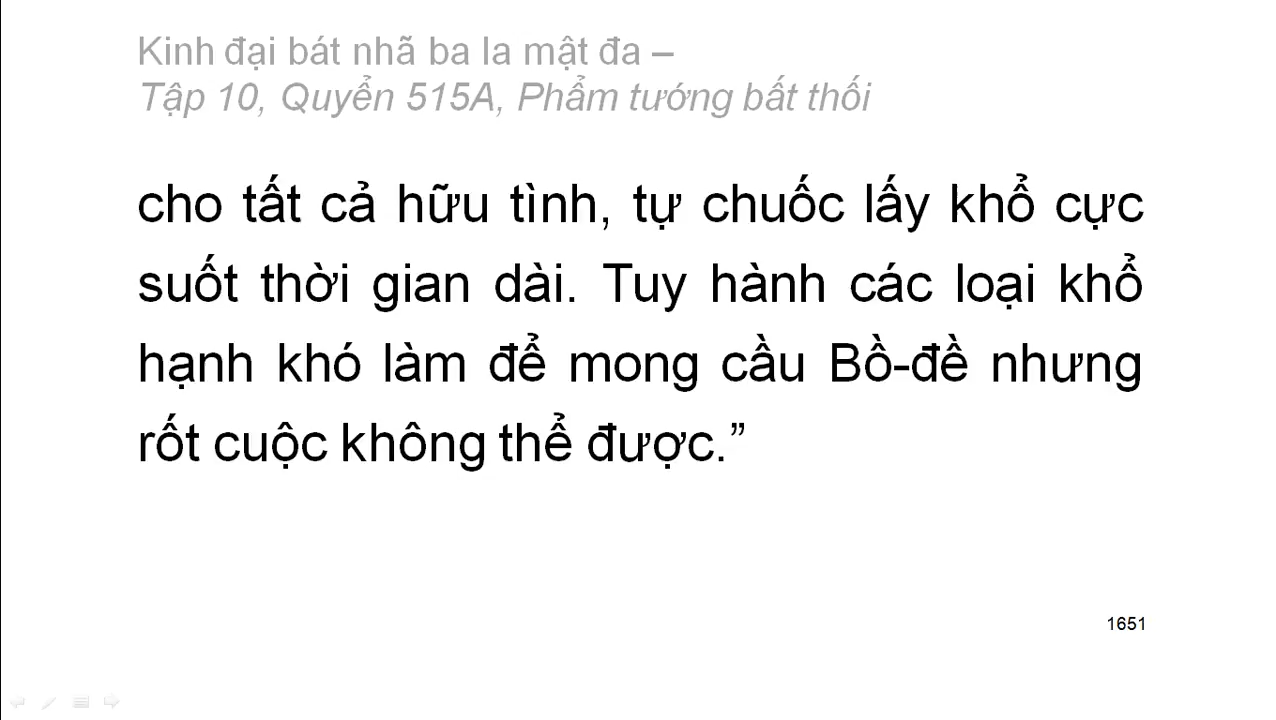 Kinh đại bát nhã ba la mật đa –
Tập 10, Quyển 515A, Phẩm tướng bất thối
cho tất cả hữu tình, tự chuốc lấy khổ cực
suốt thời gian dài. Tuy hành các loại khổ
hạnh khó làm để mong cầu Bồ-đề nhưng
rốt cuộc không thể được.”
1651